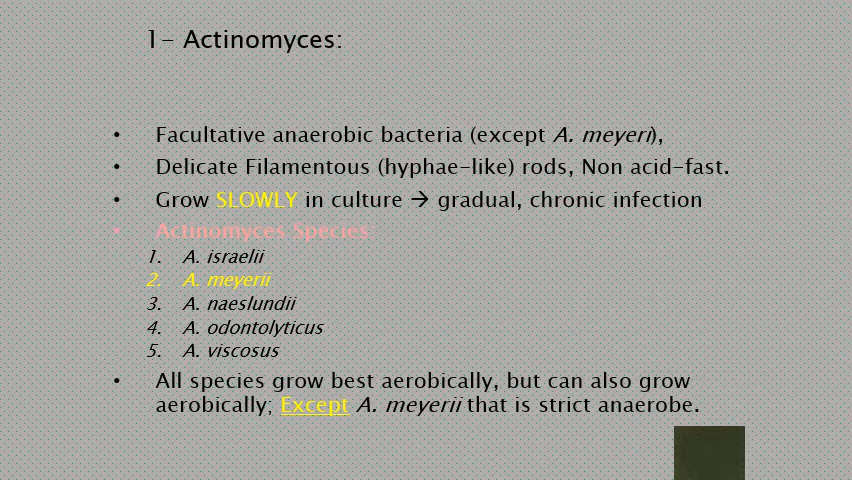 1- Actinomyces:
• Facultative anaerobic bacteria (except A. meyeri),
• Delicate Filamentous (hyphae-like) rods, Non acid-fast.
• Grow SLOWLY in culture → gradual, chronic infection
• Actinomyces Species:
1. A. israelii
2. A. meyerii
3. A. naeslundii
4. A. odontolyticus
5. A. viscosus
• All species grow best aerobically, but can also grow
aerobically; Except A. meyerii that is strict anaerobe.